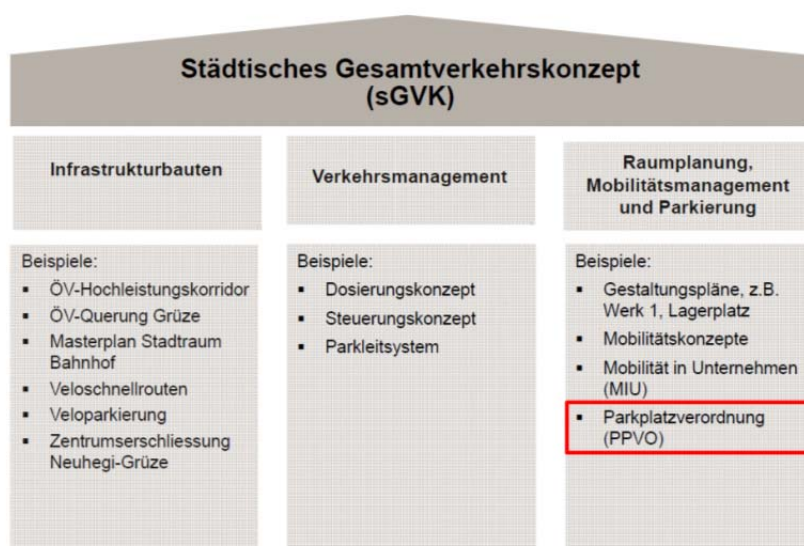 Städtisches Gesamtverkehrskonzept
(sGVK)
Infrastrukturbauten
Beispiele:
▪ ÖV-Hochleistungskorridor
▪ ÖV-Querung Grüze
▪ Masterplan Stadtraum
Bahnhof
▪ Veloschnellrouten
▪ Veloparkierung
▪ Zentrumserschliessung
Neuhegi-Grüze
Verkehrsmanagement
Beispiele:
▪ Dosierungskonzept
▪ Steuerungskonzept
▪ Parkleitsystem
Raumplanung,
Mobilitätsmanagement
und Parkierung
Beispiele:
▪ Gestaltungspläne, z.B.
Werk 1, Lagerplatz
▪ Mobilitätskonzepte
▪ Mobilität in Unternehmen
(MIU)
▪ Parkplatzverordnung
(PPVO)